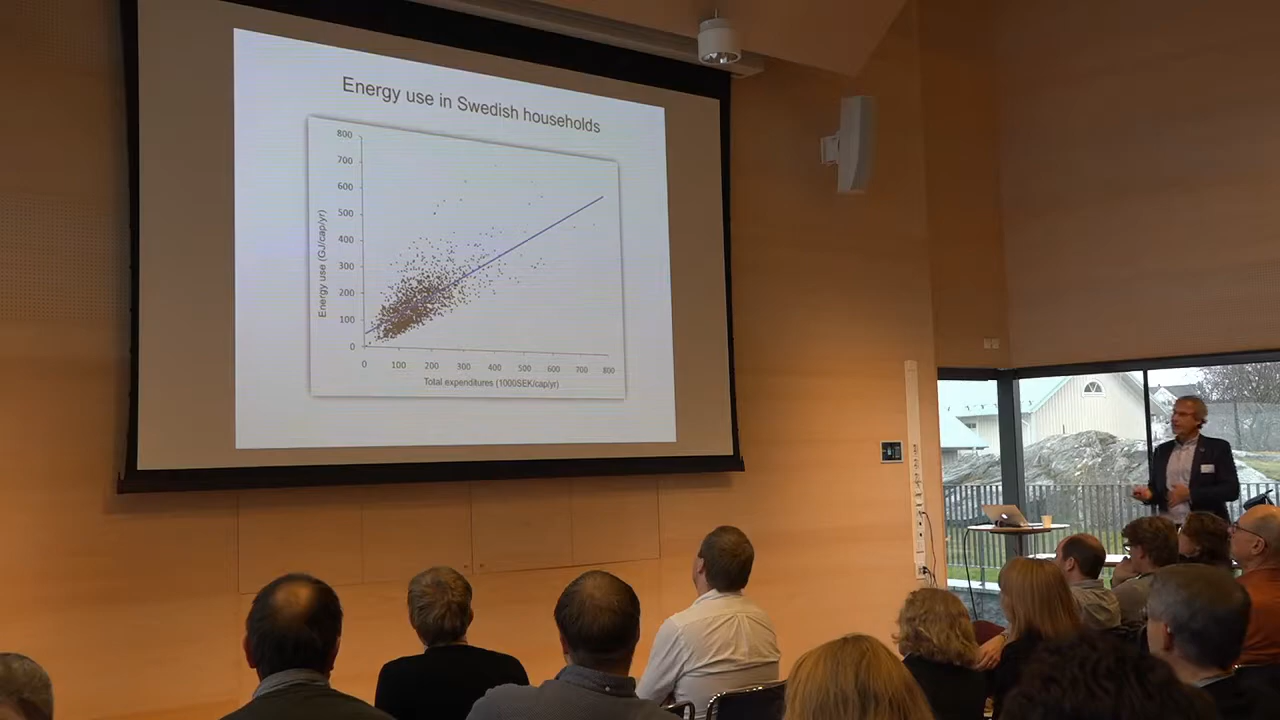 Energy use in Swedish households
800
700
600
500
400
300
200
100
0
Energy use (GJ/cap/yr)
0 100 200 300 400 500 600 700 800
Total expenditures (1000SEK/cap/yr)